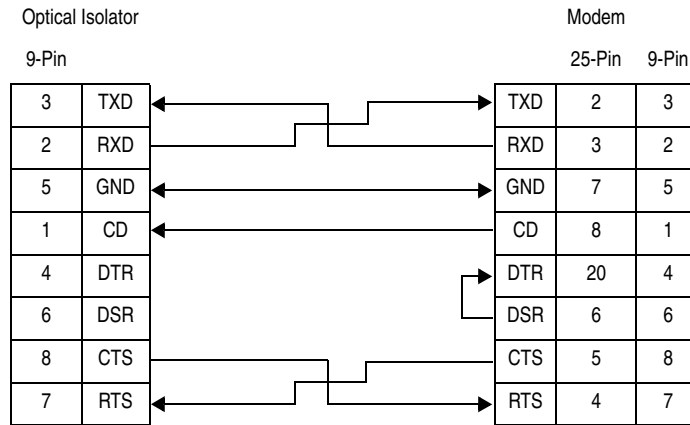 Optical Isolator Modem
9-Pin 25-Pin 9-Pin
3 TXD TXD 2 3
2 RXD RXD 3 2
5 GND GND 7 5
1 CD CD 8 1
4 DTR DTR 20 4
6 DSR DSR 6 6
8 CTS CTS 5 8
7 RTS RTS 4 7